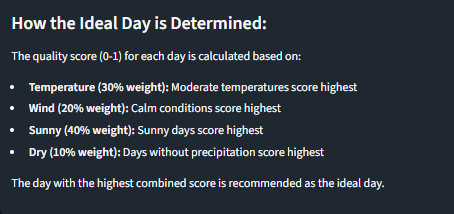 How the Ideal Day is Determined:
The quality score (0-1) for each day is calculated based on:
• Temperature (30% weight): Moderate temperatures score highest
• Wind (20% weight): Calm conditions score highest
• Sunny (40% weight): Sunny days score highest
• Dry (10% weight): Days without precipitation score highest
The day with the highest combined score is recommended as the ideal day.